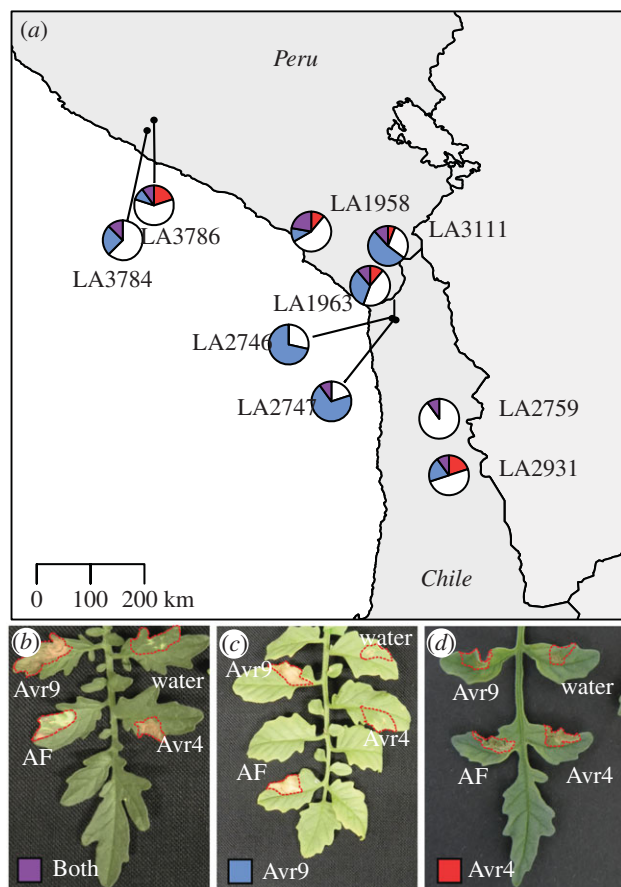 (a)
Peru
LA1958
LA3111
LA3786
LA3784
LA1963
LA2746
LA2747
LA2759
LA2931
0 100 200 km
Chile
(b)
Avr9
water
AF
Avr4
Both
(c)
water
Avr9
Avr4
AF
Avr9
(d)
Avr9
water
AF
Avr4
Avr4